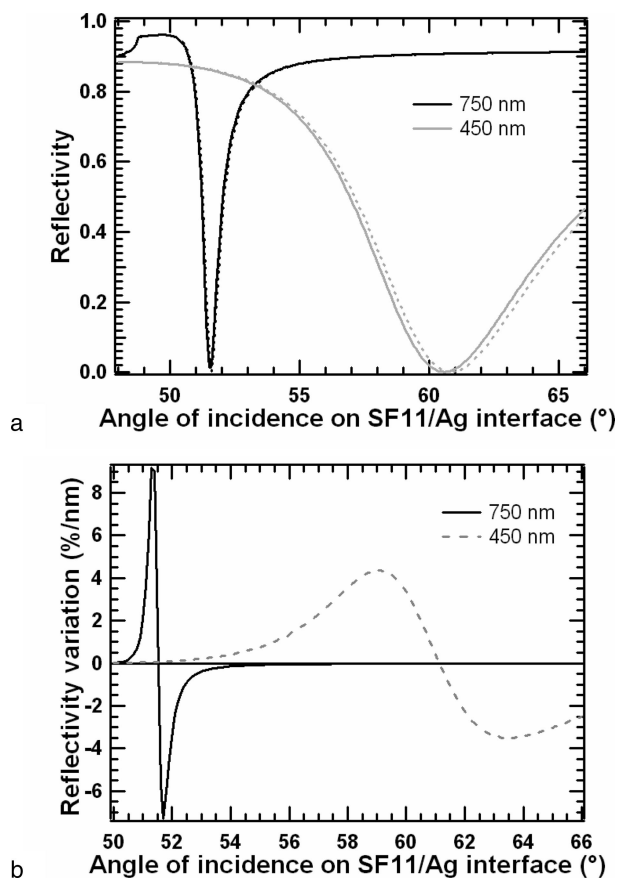 1.0
0.8
0.6
0.4
0.2
0.0
Reflectivity
750 nm
450 nm
50
55
60
65
Angle of incidence on SF11/Ag interface (°)
a
8
6
4
2
0
-2
-4
-6
Reflectivity variation (%/nm)
750 nm
450 nm
50
52
54
56
58
60
62
64
66
Angle of incidence on SF11/Ag interface (°)
b